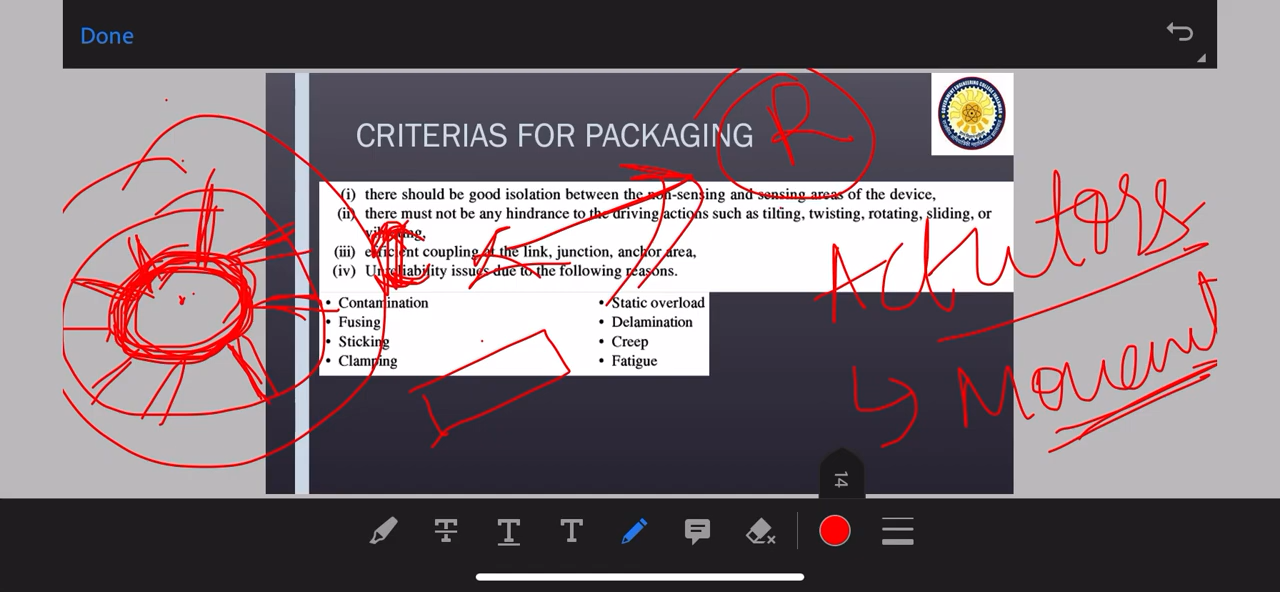 Done
CRITERIAS FOR PACKAGING
R
(i) there should be good isolation between the non-sensing and sensing areas of the device,
(ii) there must not be any hindrance to the driving actions such as tilting, twisting, rotating, sliding, or
vibrating,
(iii) efficient coupling at the link, junction, anchor area,
(iv) Unreliability issues due to the following reasons.
• Contamination
• Fusing
• Sticking
• Clamping
• Static overload
• Delamination
• Creep
• Fatigue
Actutors
Movement
14
T
T
T